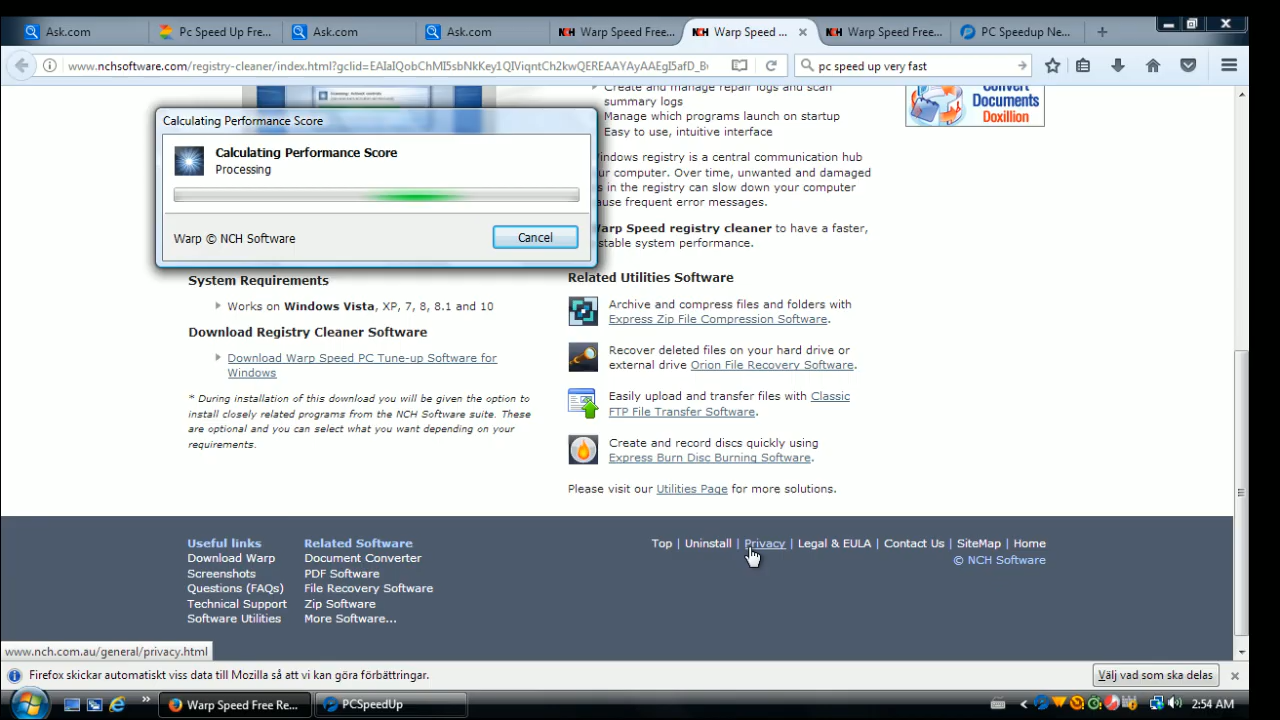 Ask.com
Pc Speed Up Fre...
Ask.com
Ask.com
NCH Warp Speed Free...
NCH Warp Speed ...
NCH Warp Speed Free...
PC Speedup Ne...
www.nchsoftware.com/registry-cleaner/index.html?gclid=EAIaIQobChMI5sbNkKey1QIViqntCh2kwQEREAAYAyAAEgI5afD_Bv
pc speed up very fast
Create and manage repair logs and scan
summary logs
Manage which programs launch on startup
Easy to use, intuitive interface
Convert
Documents
Doxillion
Calculating Performance Score
Calculating Performance Score
Processing
Warp © NCH Software
Cancel
indows registry is a central communication hub
your computer. Over time, unwanted and damaged
s in the registry can slow down your computer
ause frequent error messages.
arp Speed registry cleaner to have a faster,
stable system performance.
System Requirements
Works on Windows Vista, XP, 7, 8, 8.1 and 10
Download Registry Cleaner Software
Download Warp Speed PC Tune-up Software for
Windows
* During installation of this download you will be given the option to
install closely related programs from the NCH Software suite. These
are optional and you can select what you want depending on your
requirements.
Related Utilities Software
Archive and compress files and folders with
Express Zip File Compression Software.
Recover deleted files on your hard drive or
external drive Orion File Recovery Software.
Easily upload and transfer files with Classic
FTP File Transfer Software.
Create and record discs quickly using
Express Burn Disc Burning Software.
Please visit our Utilities Page for more solutions.
Useful links
Download Warp
Screenshots
Questions (FAQs)
Technical Support
Software Utilities
Related Software
Document Converter
PDF Software
File Recovery Software
Zip Software
More Software...
Top | Uninstall | Privacy | Legal & EULA | Contact Us | SiteMap | Home
© NCH Software
www.nch.com.au/general/privacy.html
Firefox skickar automatiskt viss data till Mozilla så att vi kan göra förbättringar.
Välj vad som ska delas
Warp Speed Free Re...
PCSpeedUp
2:54 AM